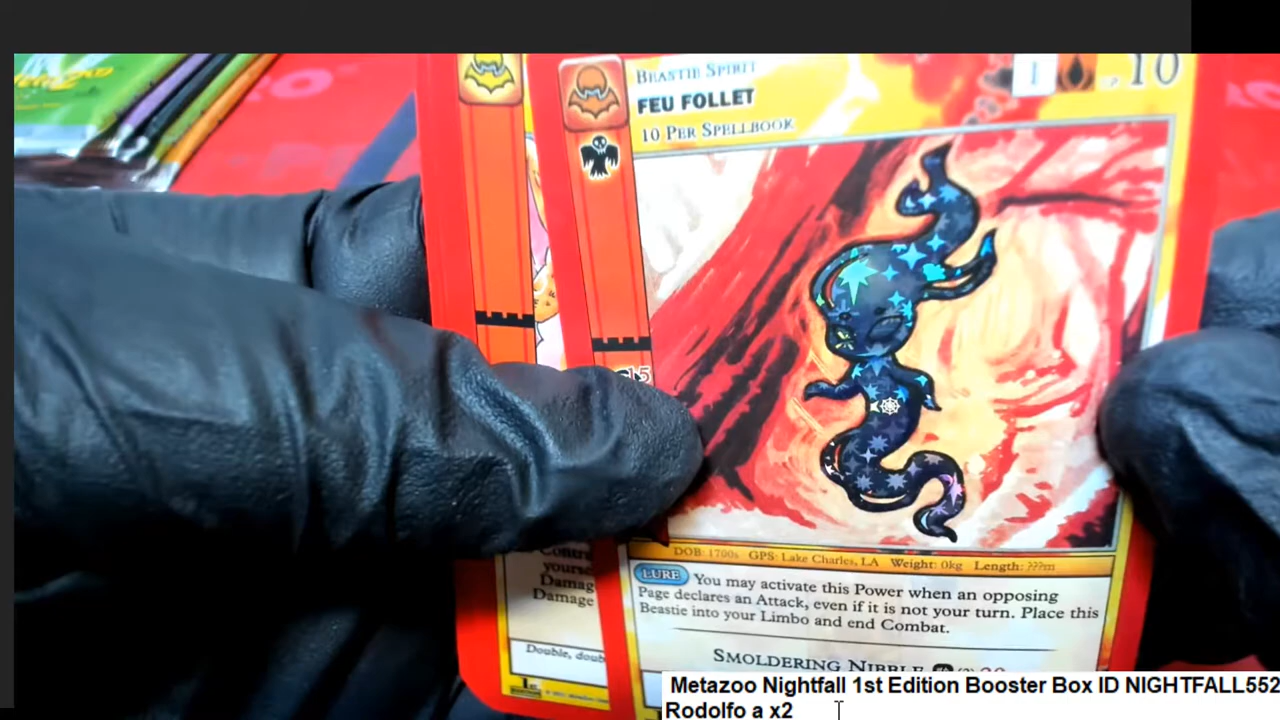 BEASTIE SPIRIT
FEU FOLLET
10 PER SPELLBOOK
1
10
15
DOB: 1700s GPS: Lake Charles, LA Weight: 0kg Length: ???m
LURE You may activate this Power when an opposing
Page declares an Attack, even if it is not your turn. Place this
Beastie into your Limbo and end Combat.
SMOLDERING NIBBLE
yourse
Damag
Damage
Double, doub
Metazoo Nightfall 1st Edition Booster Box ID NIGHTFALL552
Rodolfo a x2